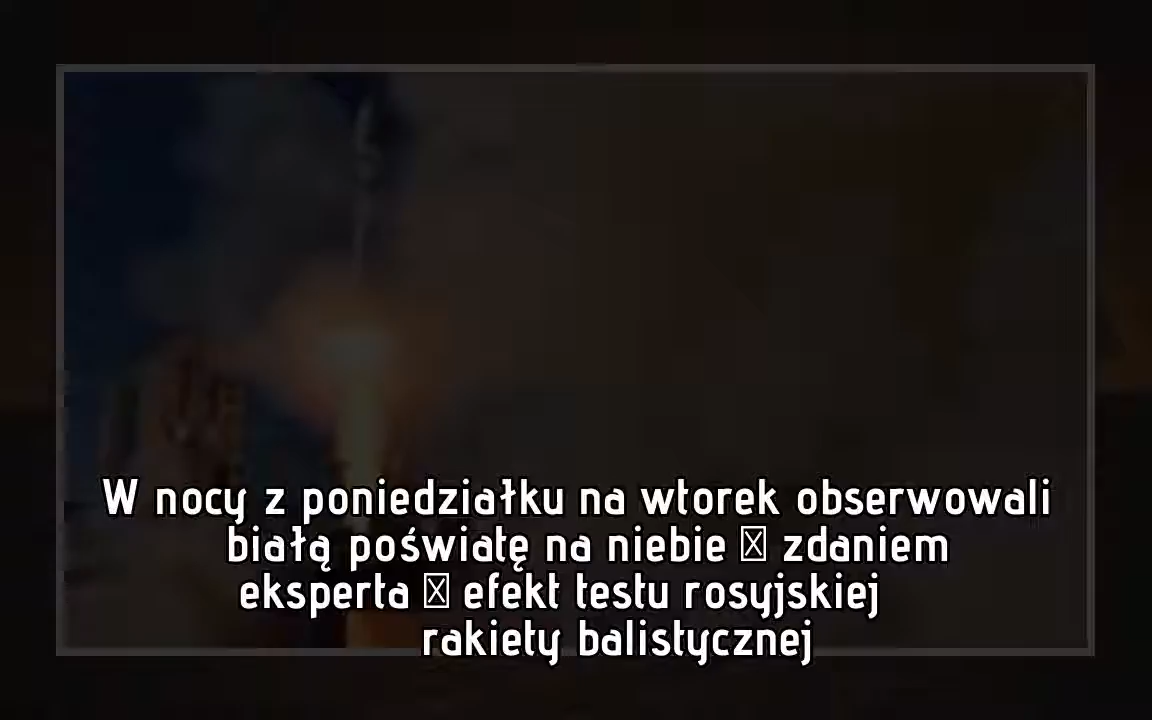 W nocy z poniedziałku na wtorek obserwowali
białą poświatę na niebie ☒ zdaniem
eksperta ☒ efekt testu rosyjskiej
rakiety balistycznej